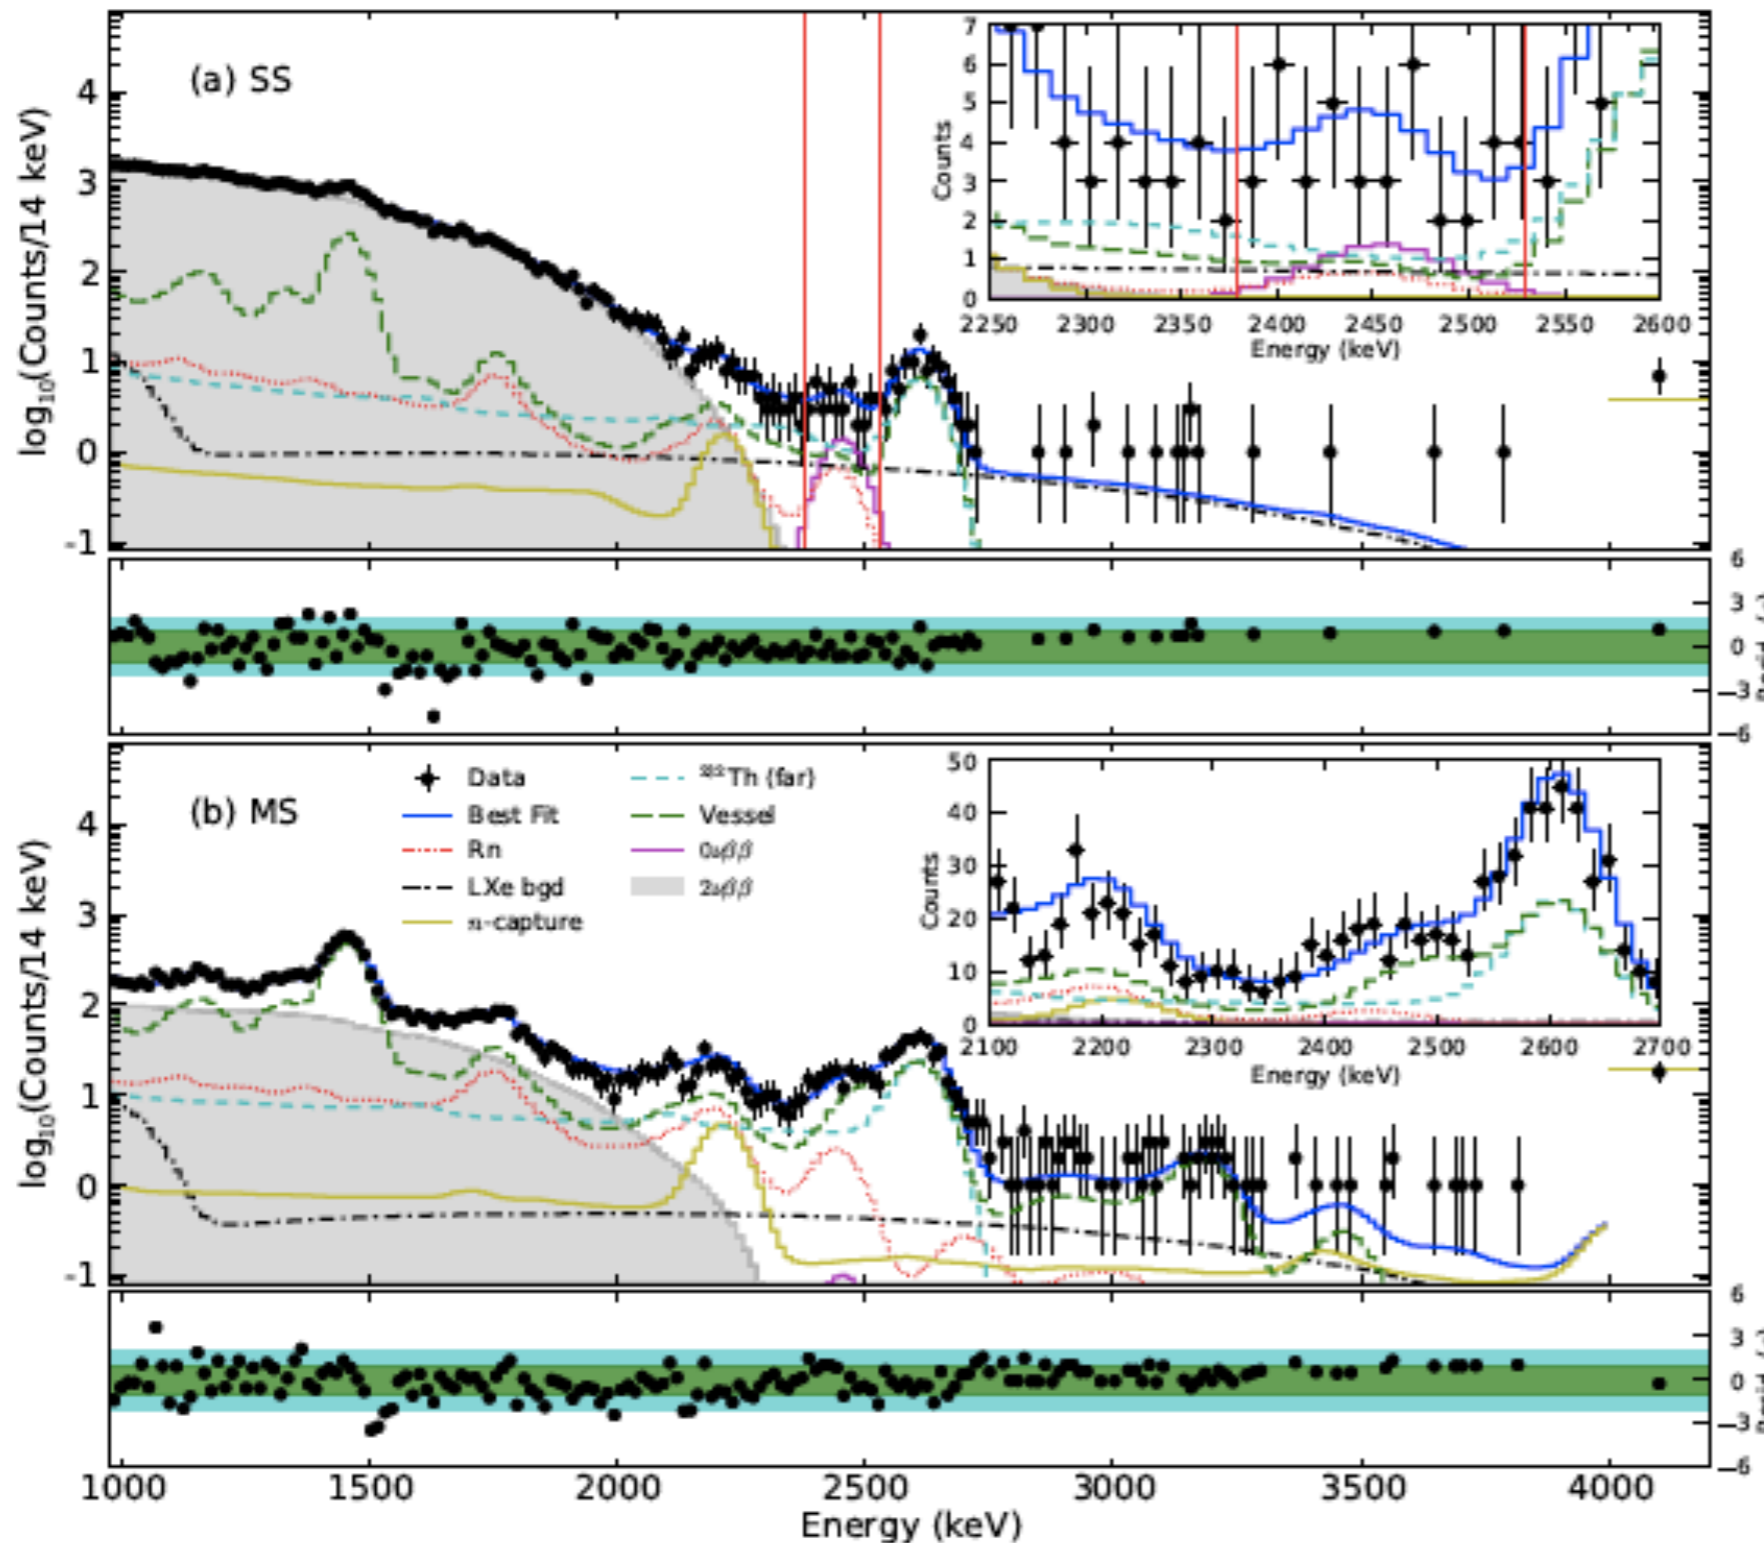 (a) SS
log₁₀(Counts/14 keV)
4
3
2
1
0
-1
Counts
7
6
5
4
3
2
1
0
2250 2300 2350 2400 2450 2500 2550 2600
Energy (keV)
6
3
0
−3
−6
(b) MS
log₁₀(Counts/14 keV)
4
3
2
1
0
-1
Data
Best Fit
Rn
LXe bgd
n-capture
²³²Th (far)
Vessel
0νββ
2νββ
Counts
50
40
30
20
10
0
2100 2200 2300 2400 2500 2600 2700
Energy (keV)
6
3
0
−3
−6
1000 1500 2000 2500 3000 3500 4000
Energy (keV)